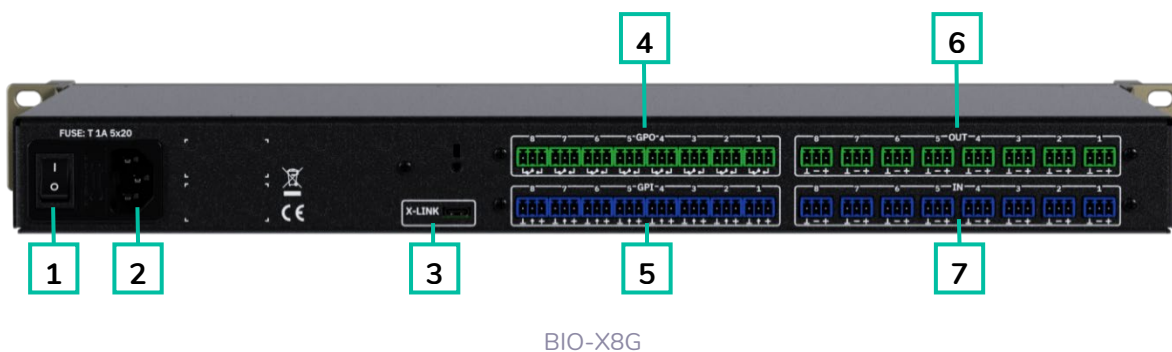 4
6
FUSE: T 1A 5x20
8 7 6 5 GPO 4 3 2 1
8 7 6 5 OUT 4 3 2 1
I
O
⊥ - + ⊥ - + ⊥ - + ⊥ - + ⊥ - + ⊥ - + ⊥ - + ⊥ - +
8 7 6 5 GPI 4 3 2 1
8 7 6 5 IN 4 3 2 1
CE
X-LINK
⊥ - + ⊥ - + ⊥ - + ⊥ - + ⊥ - + ⊥ - + ⊥ - + ⊥ - +
1
2
3
5
7
BIO-X8G